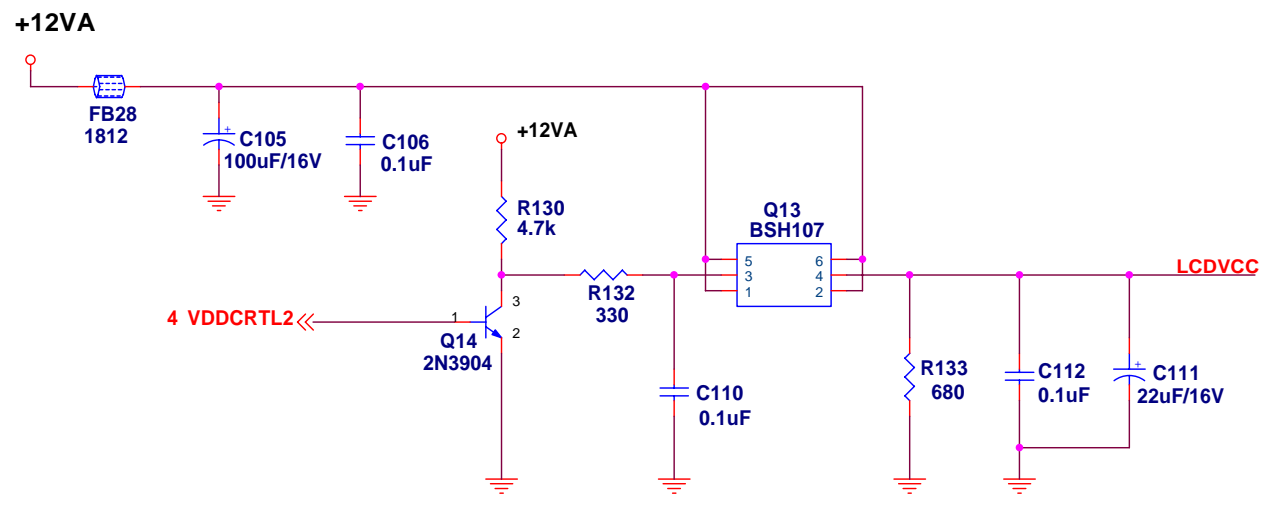 +12VA
FB28
1812
+
C105
100uF/16V
C106
0.1uF
+12VA
R130
4.7k
Q13
BSH107
5 6
3 4
1 2
LCDVCC
R132
330
4 VDDCRTL2
1
3
2
Q14
2N3904
C110
0.1uF
R133
680
C112
0.1uF
+
C111
22uF/16V